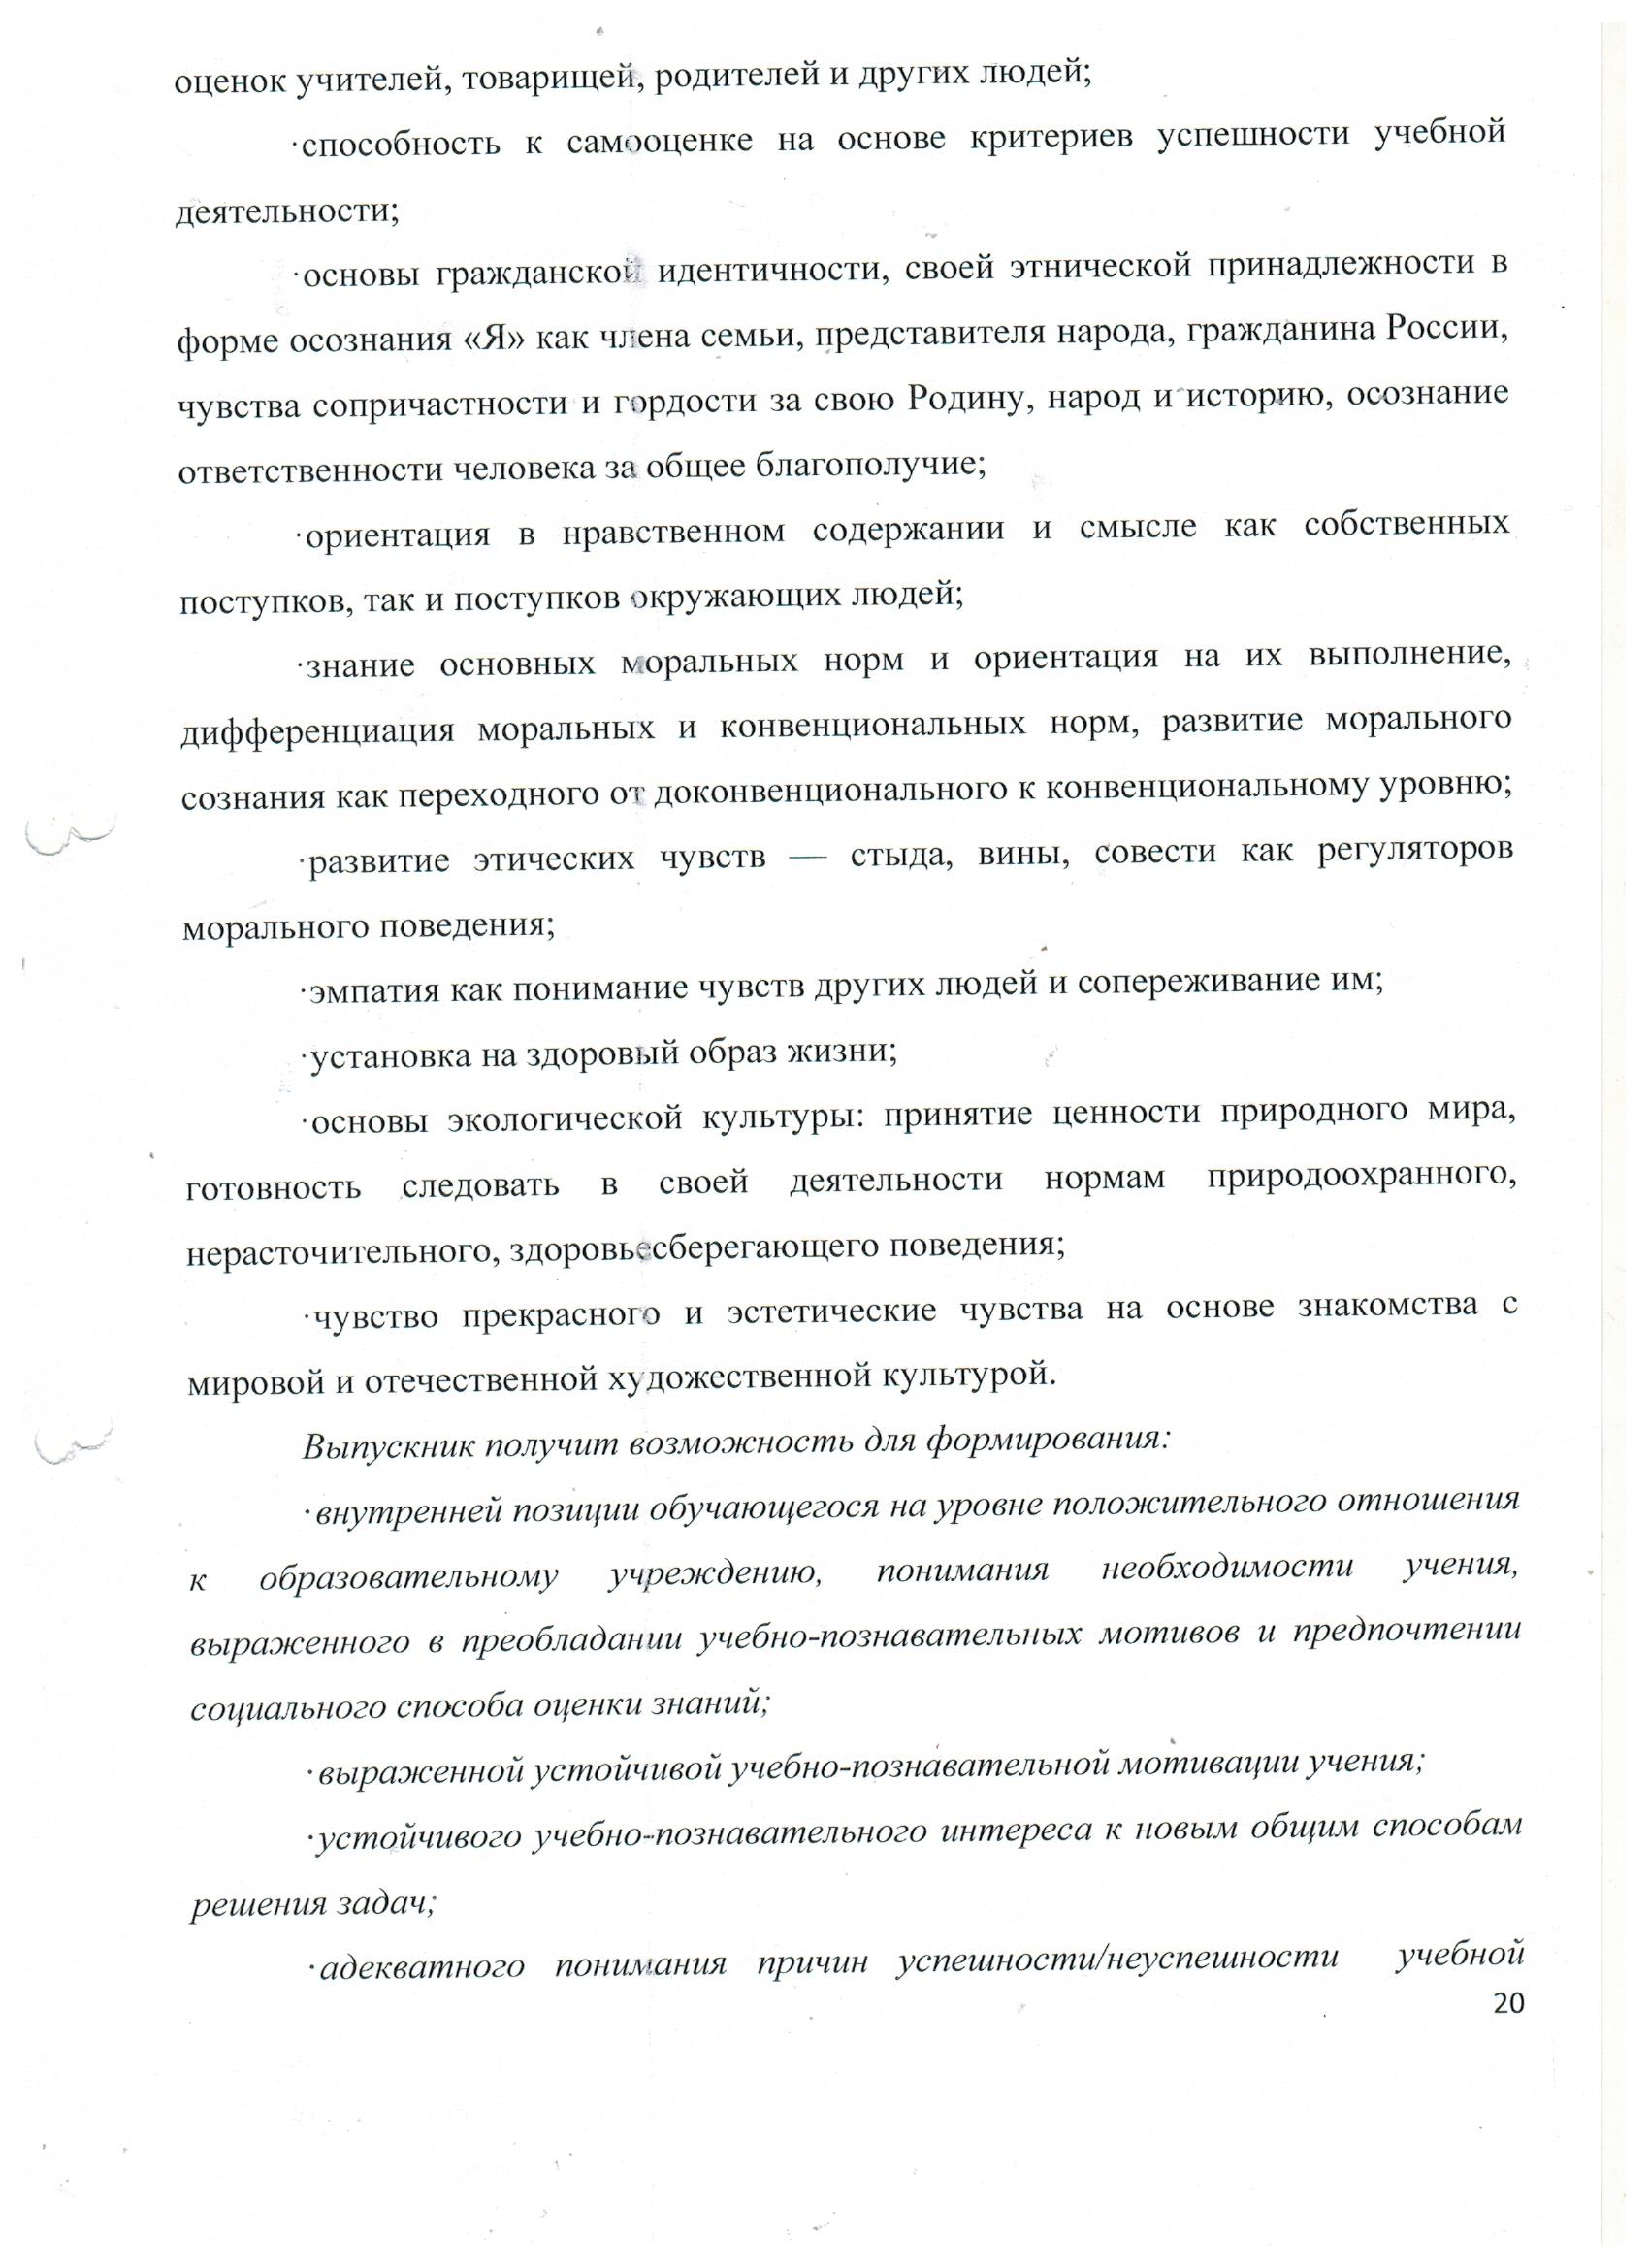 оценок учителей, товарищей, родителей и других людей;
·способность к самооценке на основе критериев успешности учебной
деятельности;
·основы гражданской идентичности, своей этнической принадлежности в
форме осознания «Я» как члена семьи, представителя народа, гражданина России,
чувства сопричастности и гордости за свою Родину, народ и историю, осознание
ответственности человека за общее благополучие;
·ориентация в нравственном содержании и смысле как собственных
поступков, так и поступков окружающих людей;
·знание основных моральных норм и ориентация на их выполнение,
дифференциация моральных и конвенциональных норм, развитие морального
сознания как переходного от доконвенционального к конвенциональному уровню;
·развитие этических чувств — стыда, вины, совести как регуляторов
морального поведения;
·эмпатия как понимание чувств других людей и сопереживание им;
·установка на здоровый образ жизни;
·основы экологической культуры: принятие ценности природного мира,
готовность следовать в своей деятельности нормам природоохранного,
нерасточительного, здоровьесберегающего поведения;
·чувство прекрасного и эстетические чувства на основе знакомства с
мировой и отечественной художественной культурой.
Выпускник получит возможность для формирования:
·внутренней позиции обучающегося на уровне положительного отношения
к образовательному учреждению, понимания необходимости учения,
выраженного в преобладании учебно-познавательных мотивов и предпочтении
социального способа оценки знаний;
·выраженной устойчивой учебно-познавательной мотивации учения;
·устойчивого учебно-познавательного интереса к новым общим способам
решения задач;
·адекватного понимания причин успешности/неуспешности учебной
20